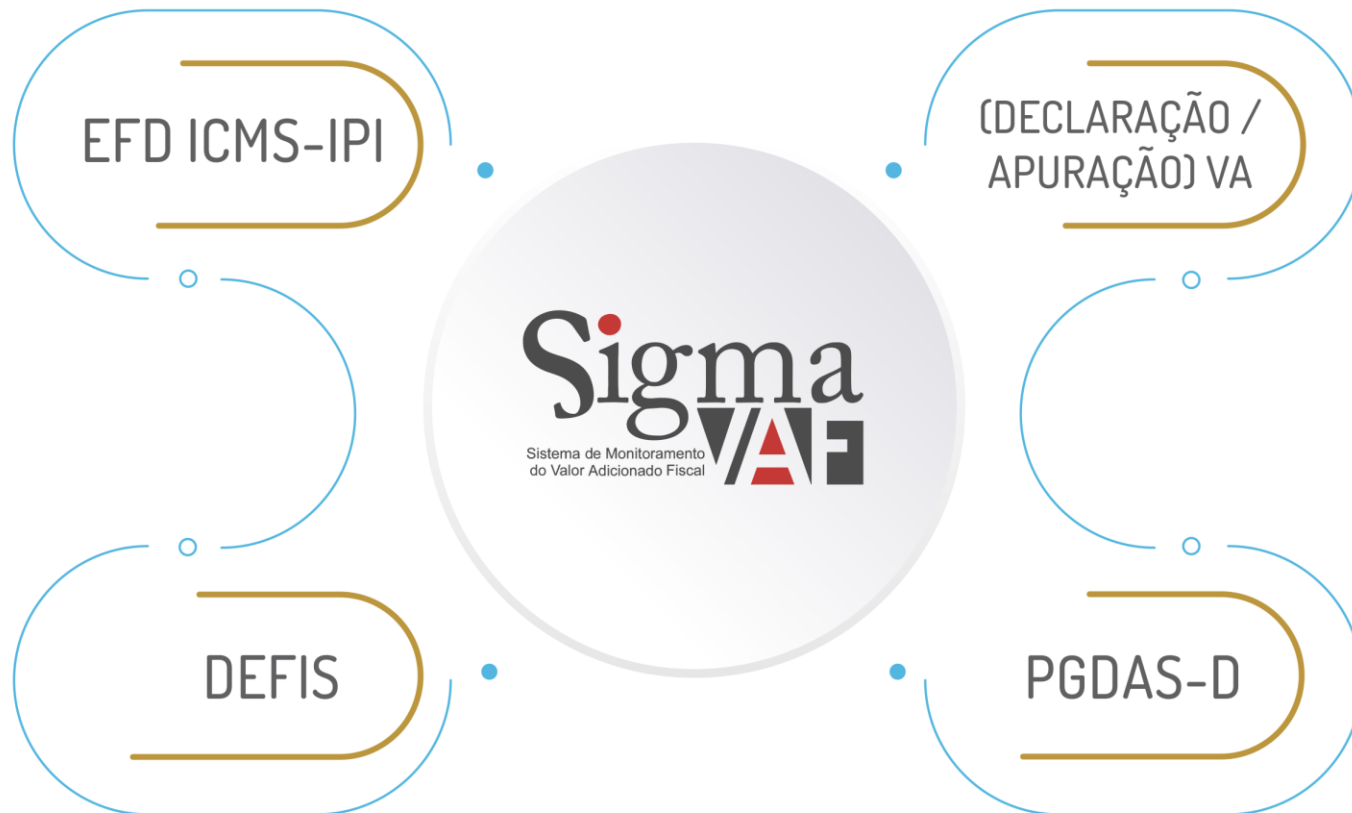 EFD ICMS-IPI
(DECLARAÇÃO /
APURAÇÃO) VA
Sigma
VAF
Sistema de Monitoramento
do Valor Adicionado Fiscal
DEFIS
PGDAS-D